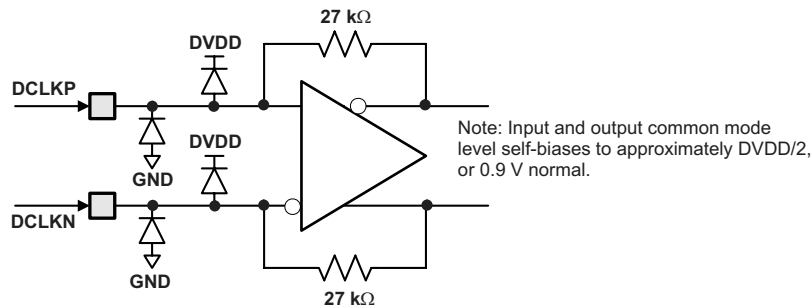 27 kΩ
DVDD
DCLKP
GND
DVDD
DCLKN
GND
27 kΩ
Note: Input and output common mode
level self-biases to approximately DVDD/2,
or 0.9 V normal.